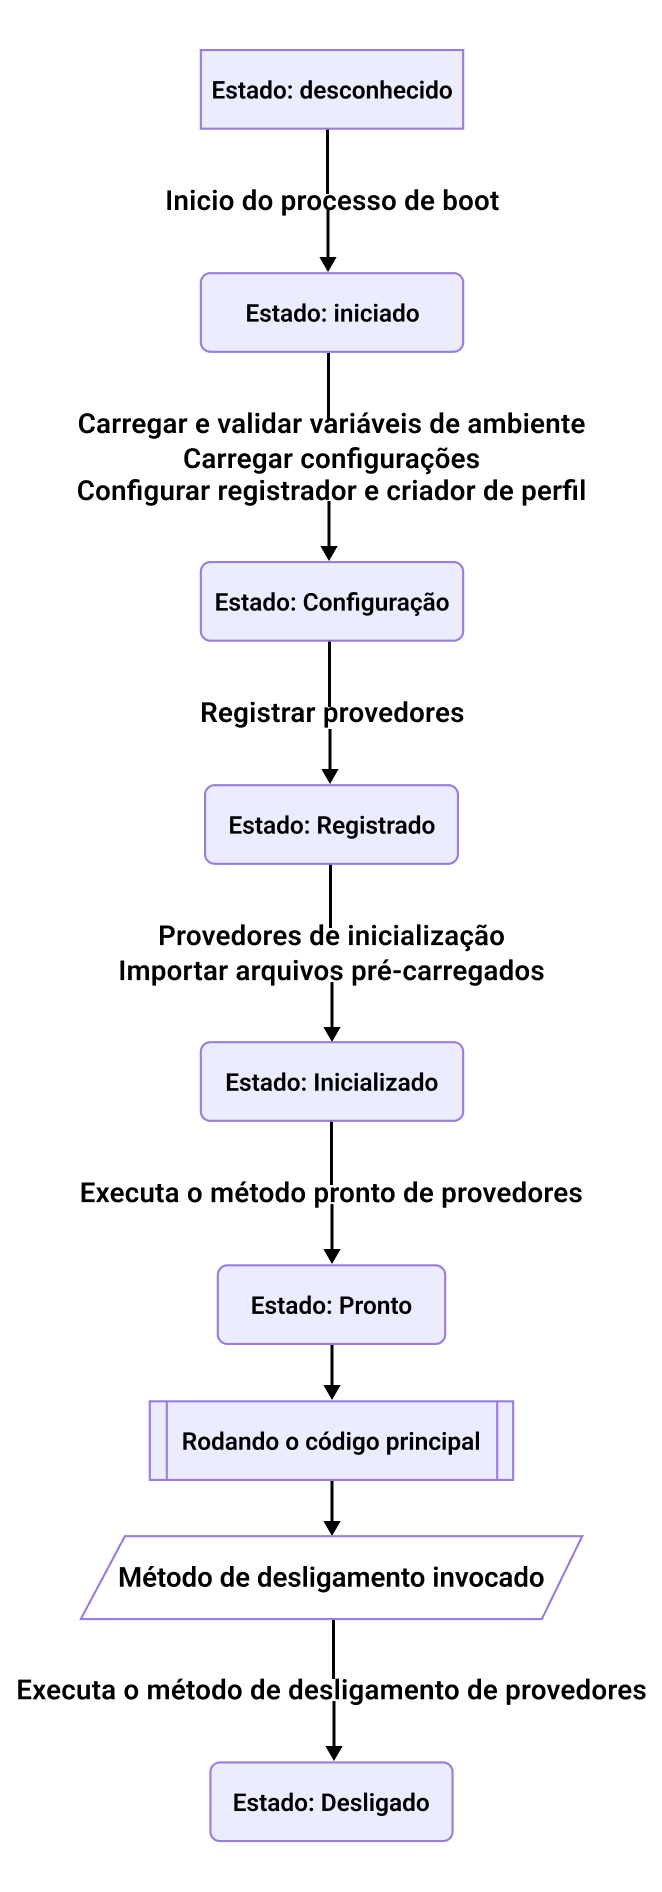 Estado: desconhecido
Inicio do processo de boot
Estado: iniciado
Carregar e validar variáveis de ambiente
Carregar configurações
Configurar registrador e criador de perfil
Estado: Configuração
Registrar provedores
Estado: Registrado
Provedores de inicialização
Importar arquivos pré-carregados
Estado: Inicializado
Executa o método pronto de provedores
Estado: Pronto
Rodando o código principal
Método de desligamento invocado
Executa o método de desligamento de provedores
Estado: Desligado